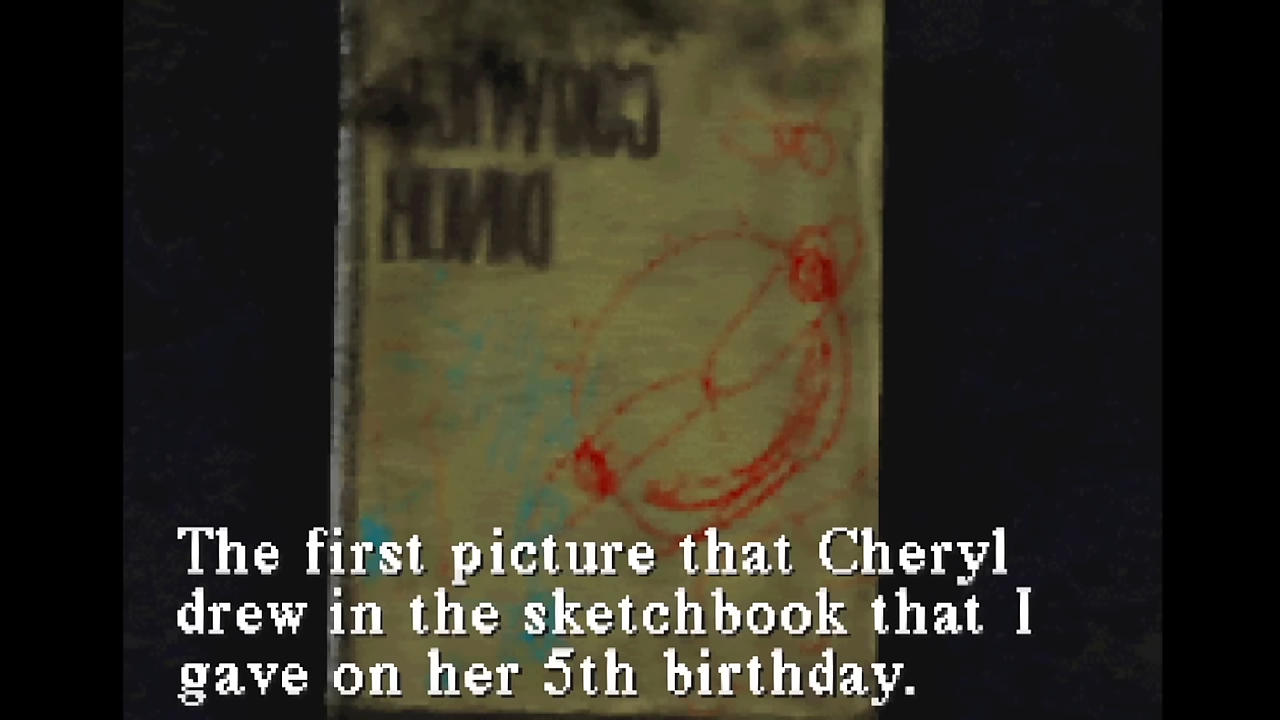 The first picture that Cheryl
drew in the sketchbook that I
gave on her 5th birthday.